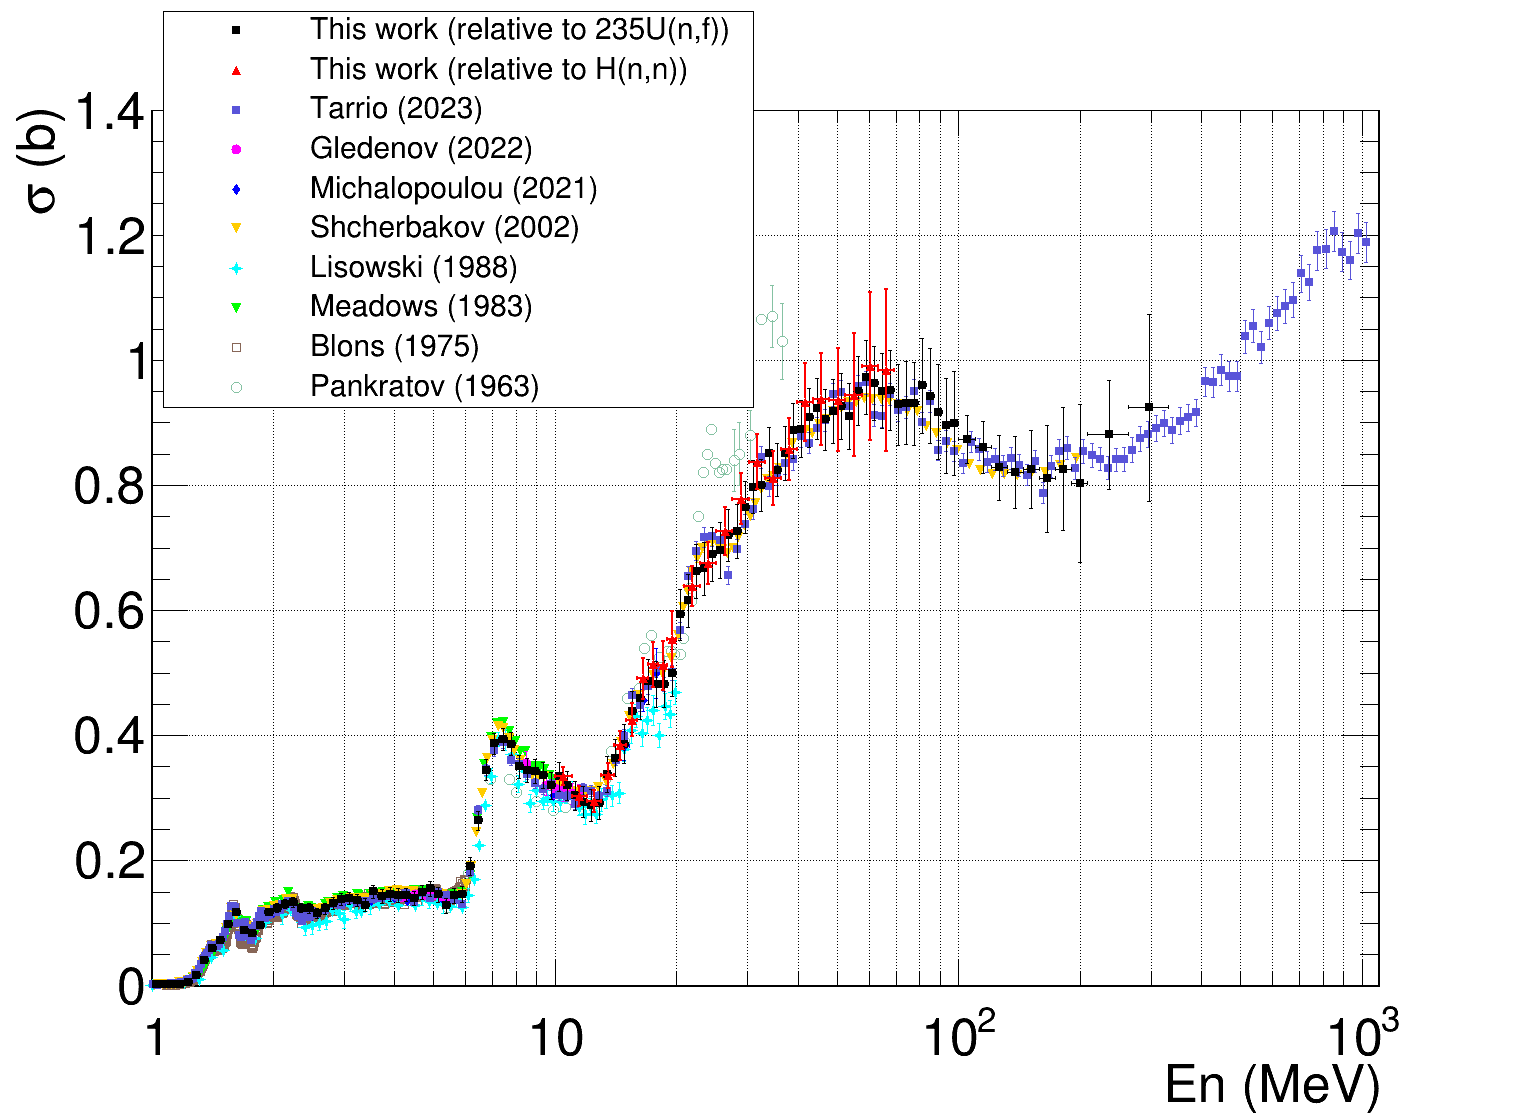 This work (relative to 235U(n,f))
This work (relative to H(n,n))
Tarrio (2023)
Gledenov (2022)
Michalopoulou (2021)
Shcherbakov (2002)
Lisowski (1988)
Meadows (1983)
Blons (1975)
Pankratov (1963)
σ (b)
1.4
1.2
1
0.8
0.6
0.4
0.2
0
1 10 10² 10³
En (MeV)